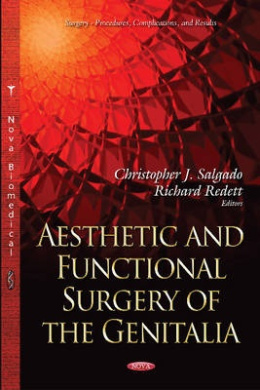 Surgery - Procedures, Complications, and Results
Nova Biomedical
Christopher J. Salgado
Richard Redett
Editors
AESTHETIC AND
FUNCTIONAL
SURGERY OF
THE GENITALIA
NOVA